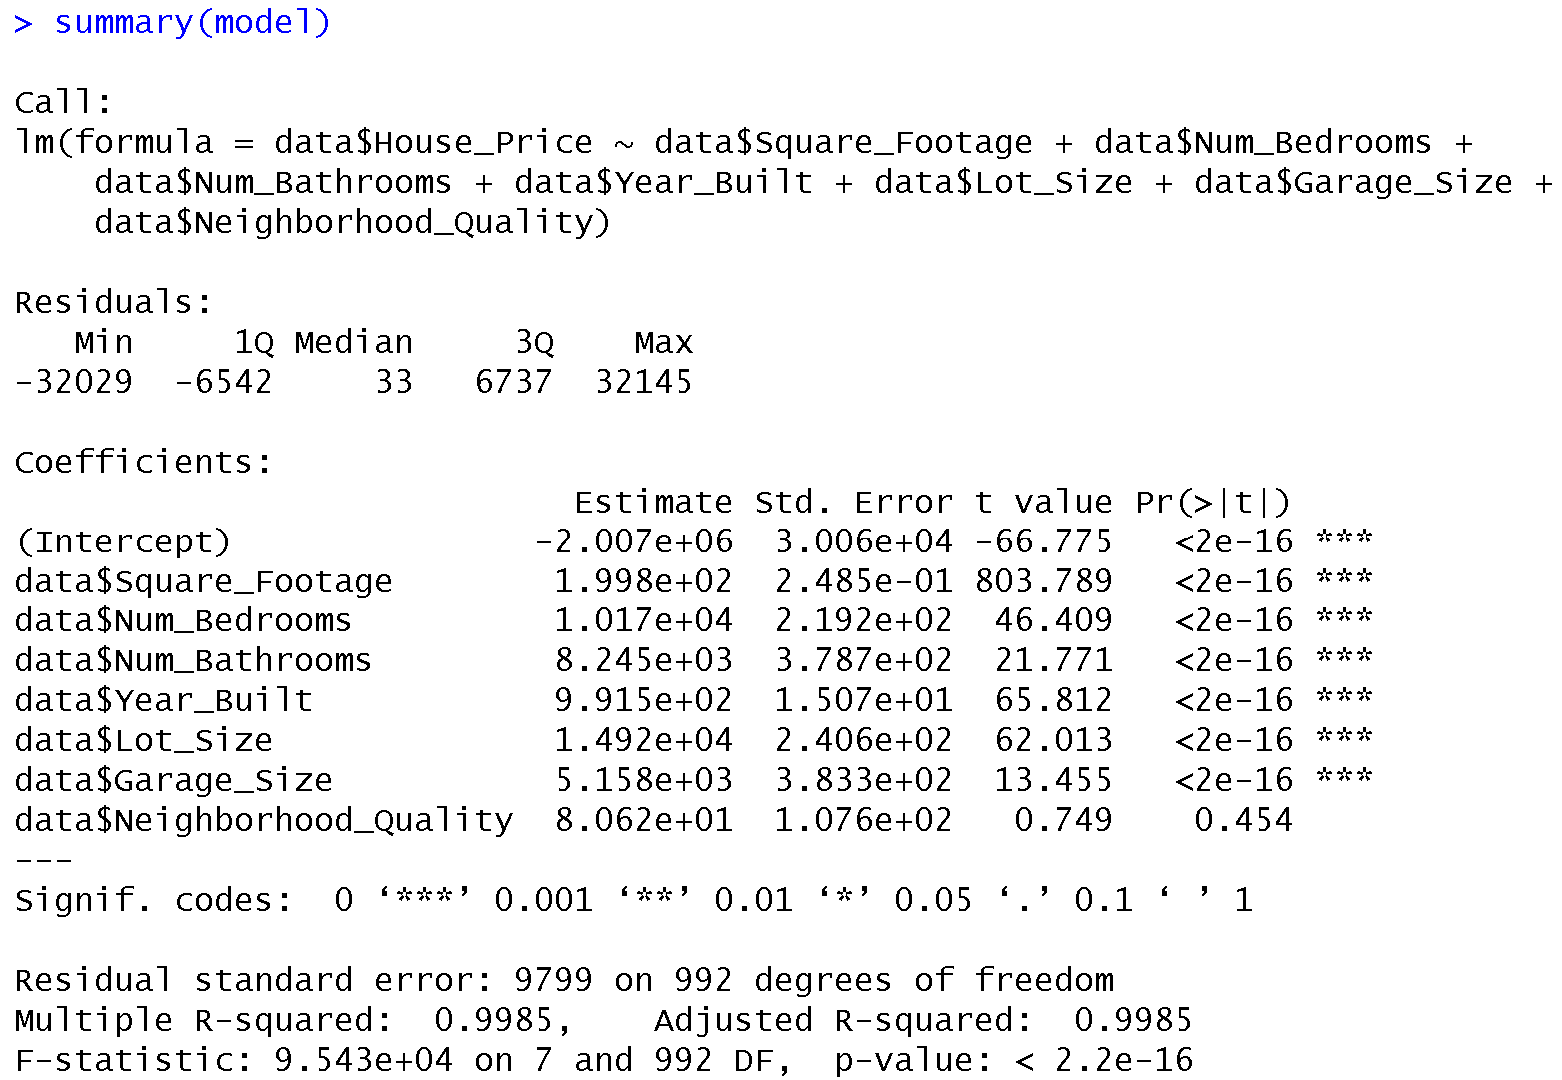 > summary(model)

Call:
lm(formula = data$House_Price ~ data$Square_Footage + data$Num_Bedrooms +
    data$Num_Bathrooms + data$Year_Built + data$Lot_Size + data$Garage_Size +
    data$Neighborhood_Quality)

Residuals:
   Min     1Q Median     3Q    Max
-32029  -6542     33   6737  32145

Coefficients:
                            Estimate Std. Error t value Pr(>|t|)
(Intercept)               -2.007e+06  3.006e+04 -66.775   <2e-16 ***
data$Square_Footage        1.998e+02  2.485e-01 803.789   <2e-16 ***
data$Num_Bedrooms          1.017e+04  2.192e+02  46.409   <2e-16 ***
data$Num_Bathrooms         8.245e+03  3.787e+02  21.771   <2e-16 ***
data$Year_Built            9.915e+02  1.507e+01  65.812   <2e-16 ***
data$Lot_Size              1.492e+04  2.406e+02  62.013   <2e-16 ***
data$Garage_Size           5.158e+03  3.833e+02  13.455   <2e-16 ***
data$Neighborhood_Quality  8.062e+01  1.076e+02   0.749    0.454
---
Signif. codes:  0 ‘***’ 0.001 ‘**’ 0.01 ‘*’ 0.05 ‘.’ 0.1 ‘ ’ 1

Residual standard error: 9799 on 992 degrees of freedom
Multiple R-squared:  0.9985,    Adjusted R-squared:  0.9985
F-statistic: 9.543e+04 on 7 and 992 DF,  p-value: < 2.2e-16